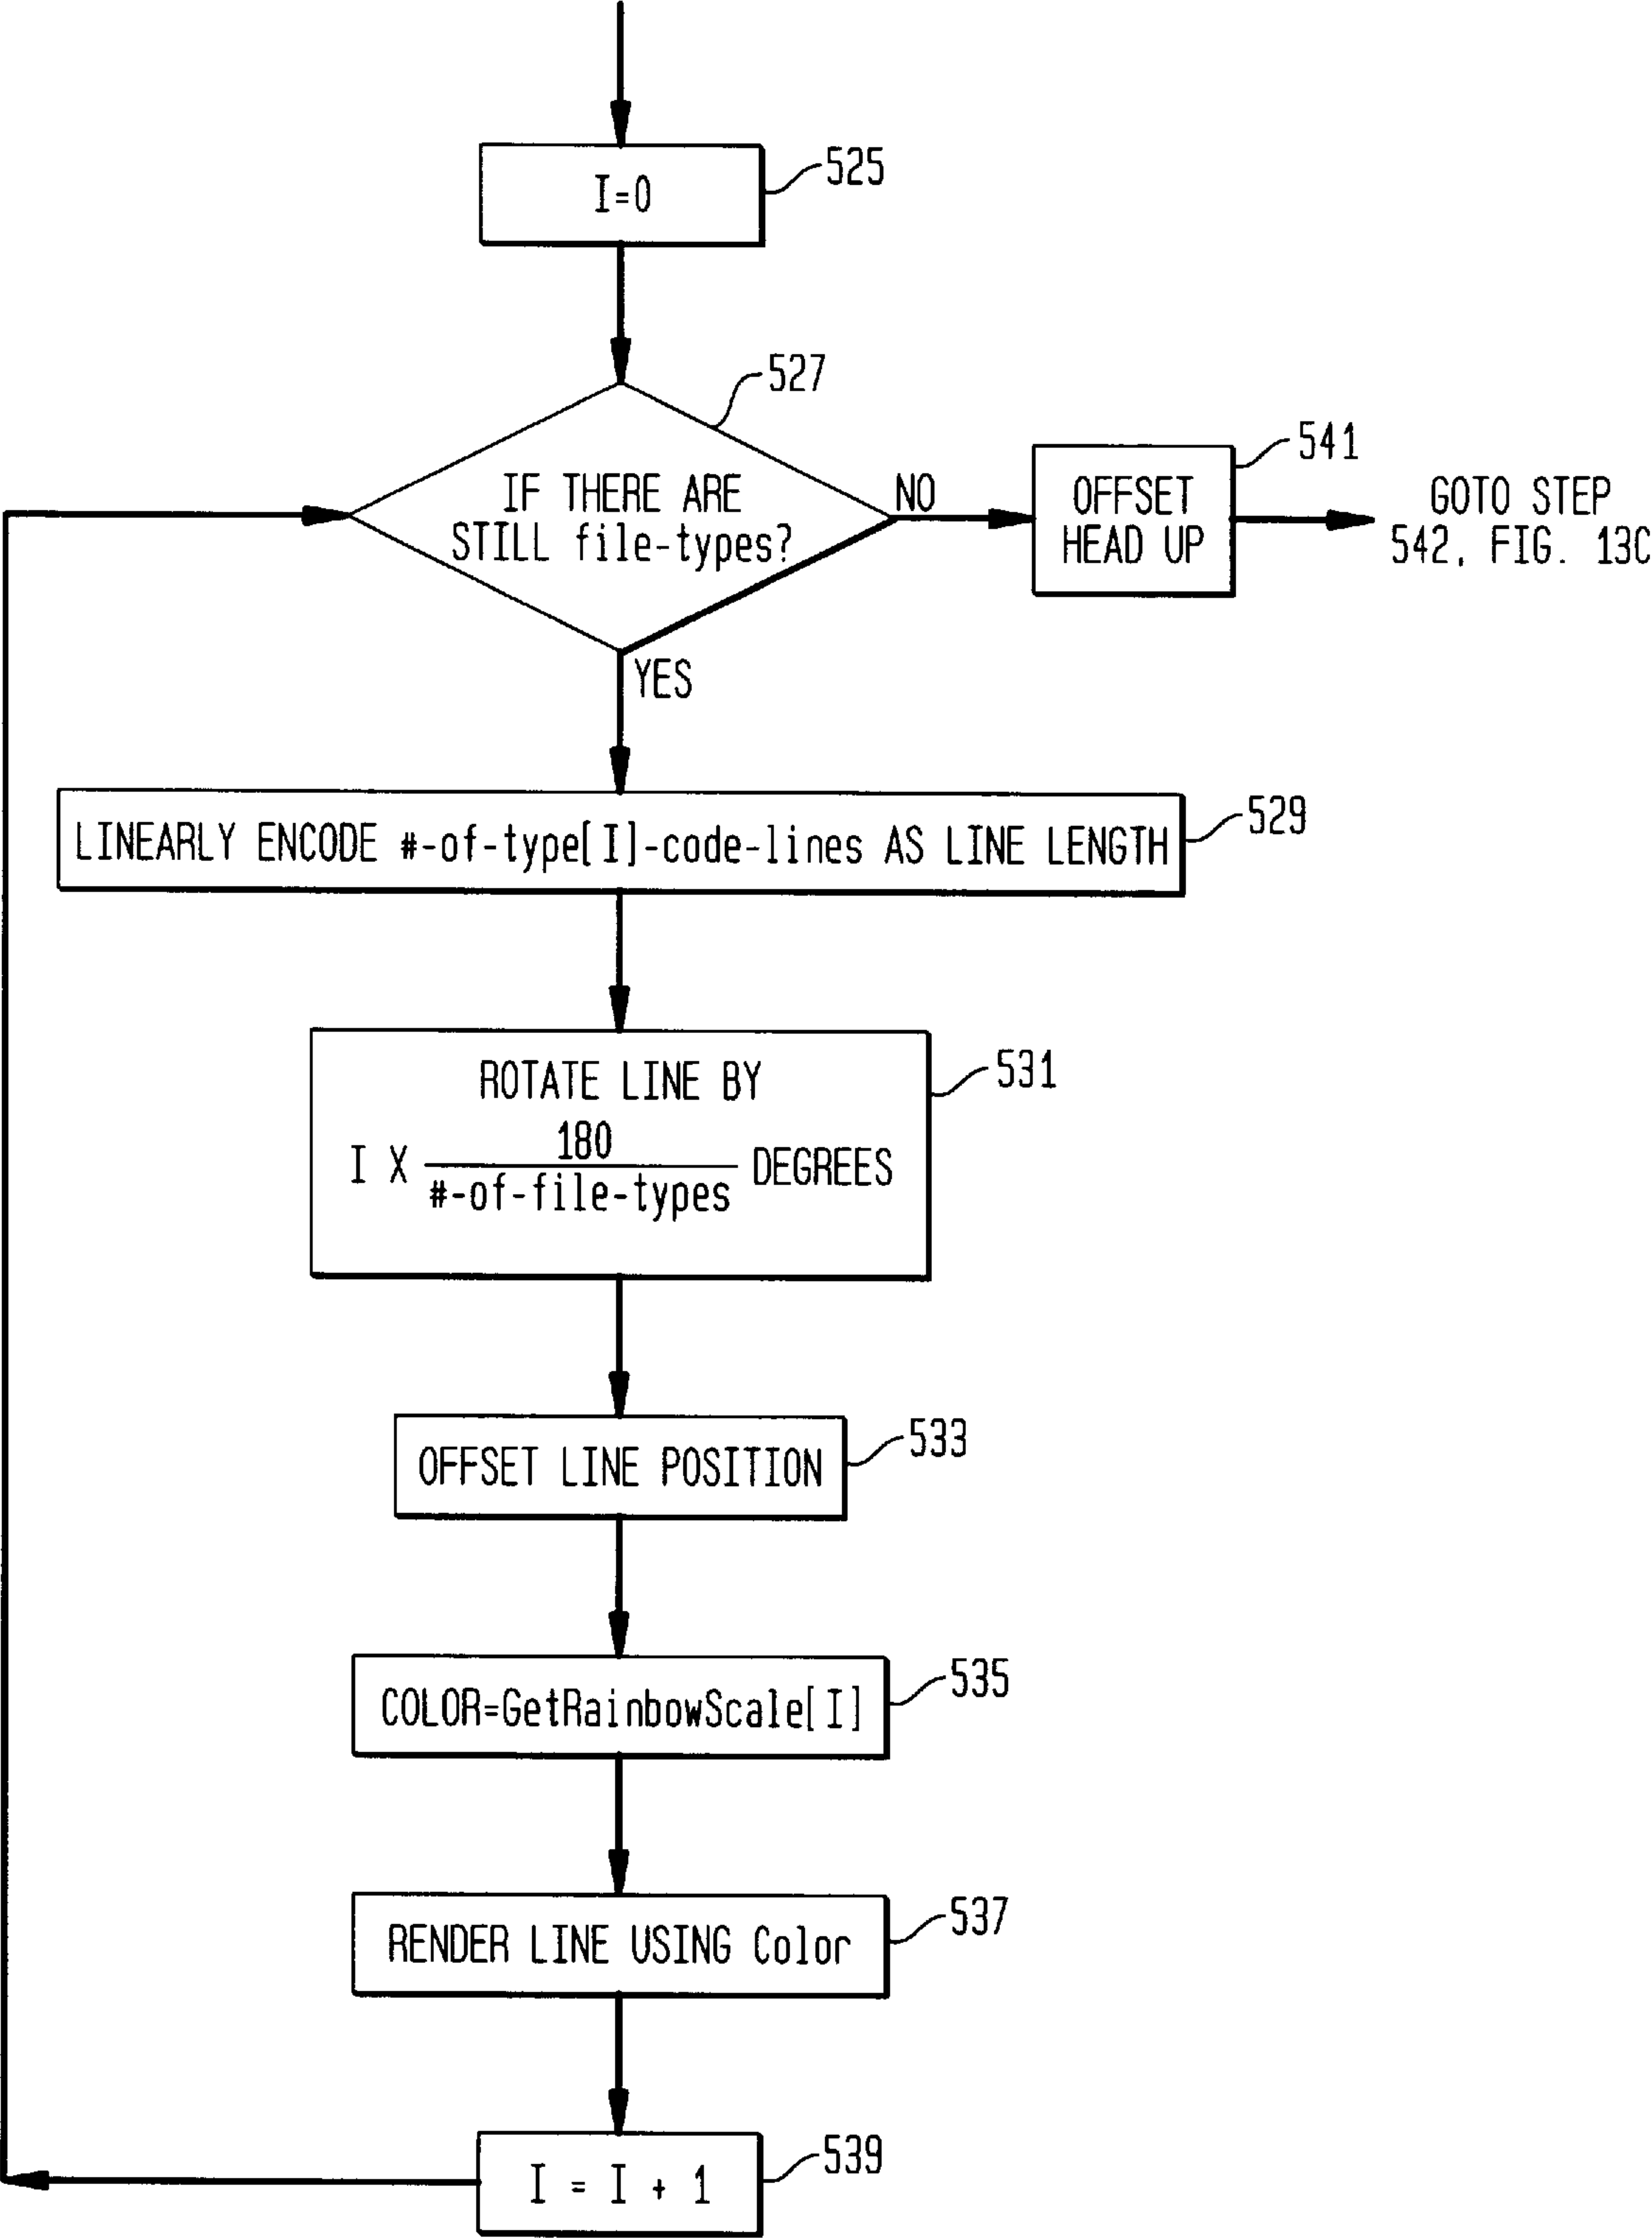 525
I=0
527
IF THERE ARE
STILL file-types?
NO
541
OFFSET
HEAD UP
GOTO STEP
542, FIG. 13C
YES
529
LINEARLY ENCODE #-of-type[I]-code-lines AS LINE LENGTH
531
ROTATE LINE BY
I X 180 / #-of-file-types DEGREES
533
OFFSET LINE POSITION
535
COLOR=GetRainbowScale[I]
537
RENDER LINE USING Color
539
I = I + 1